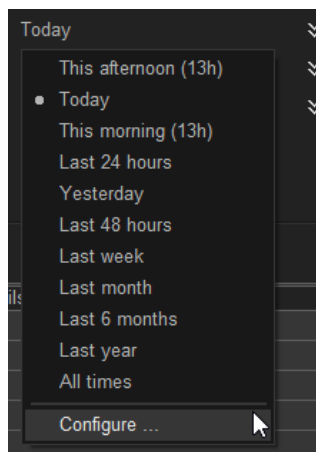 Today
This afternoon (13h)
Today
This morning (13h)
Last 24 hours
Yesterday
Last 48 hours
Last week
Last month
Last 6 months
Last year
All times
Configure ...